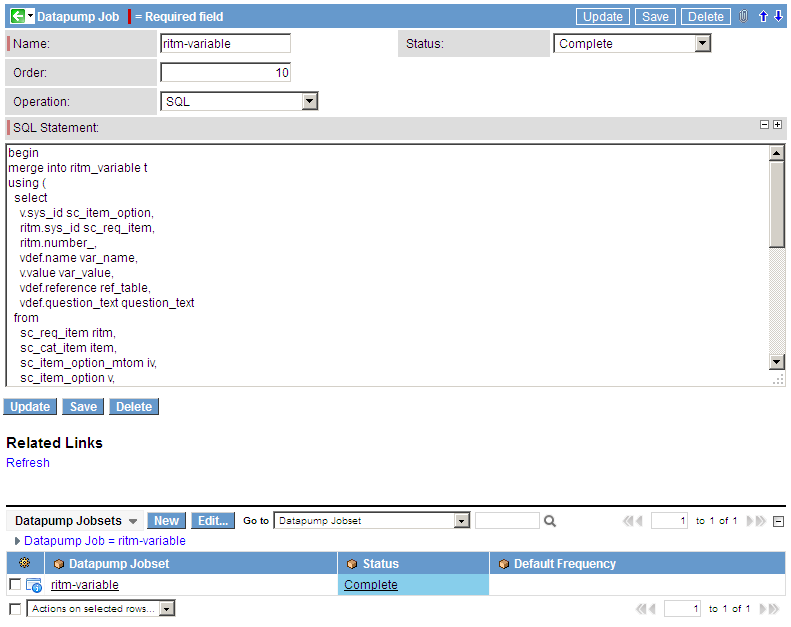 Datapump Job = Required field Update Save Delete
Name: ritm-variable Status: Complete
Order: 10
Operation: SQL
SQL Statement:
begin
merge into ritm_variable t
using (
select
v.sys_id sc_item_option,
ritm.sys_id sc_req_item,
ritm.number_,
vdef.name var_name,
v.value var_value,
vdef.reference ref_table,
vdef.question_text question_text
from
sc_req_item ritm,
sc_cat_item item,
sc_item_option_mtom iv,
sc_item_option v,
Update Save Delete
Related Links
Refresh
Datapump Jobsets New Edit... Go to Datapump Jobset 1 to 1 of 1
Datapump Job = ritm-variable
Datapump Jobset Status Default Frequency
ritm-variable Complete
Actions on selected rows... 1 to 1 of 1